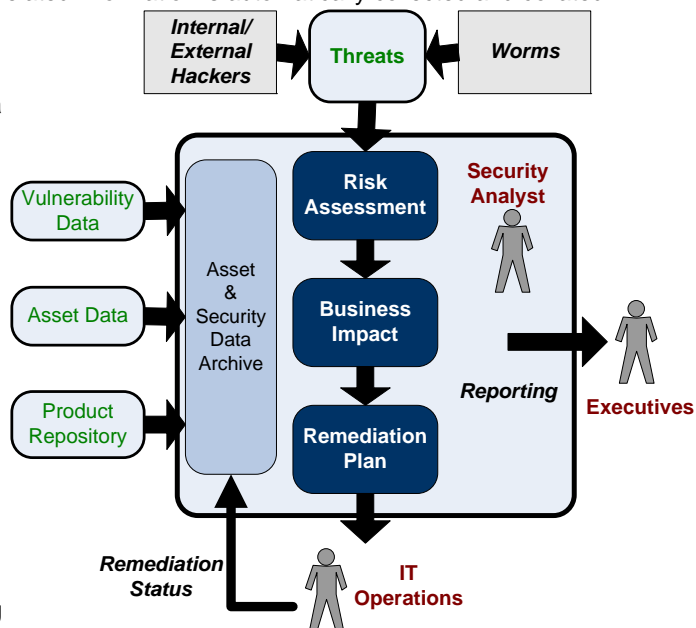 Internal/
External
Hackers
Threats
Worms
Vulnerability
Data
Asset Data
Product
Repository
Asset
&
Security
Data
Archive
Risk
Assessment
Business
Impact
Remediation
Plan
Security
Analyst
Reporting
Executives
Remediation
Status
IT
Operations